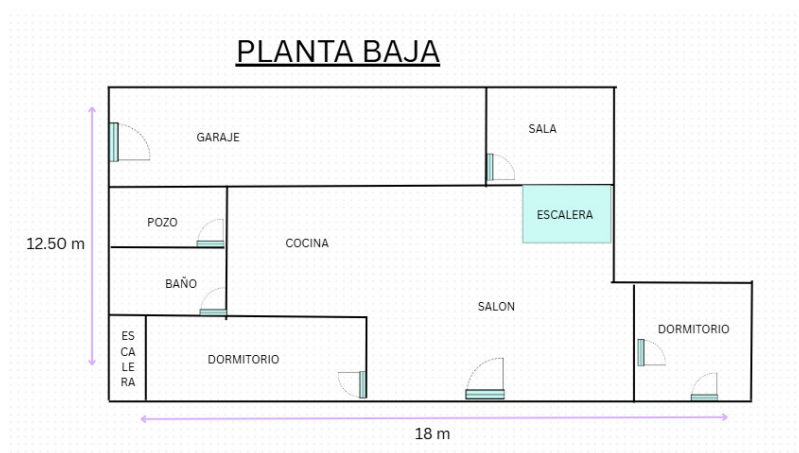 PLANTA BAJA
GARAJE
SALA
POZO
ESCALERA
12.50 m
COCINA
BAÑO
SALON
ES
CA
LE
RA
DORMITORIO
DORMITORIO
18 m